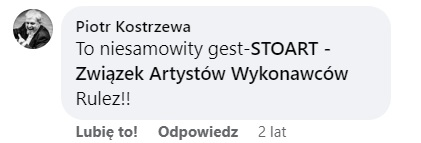 Piotr Kostrzewa
To niesamowity gest-STOART -
Związek Artystów Wykonawców
Rulez!!
Lubię to! Odpowiedz 2 lat